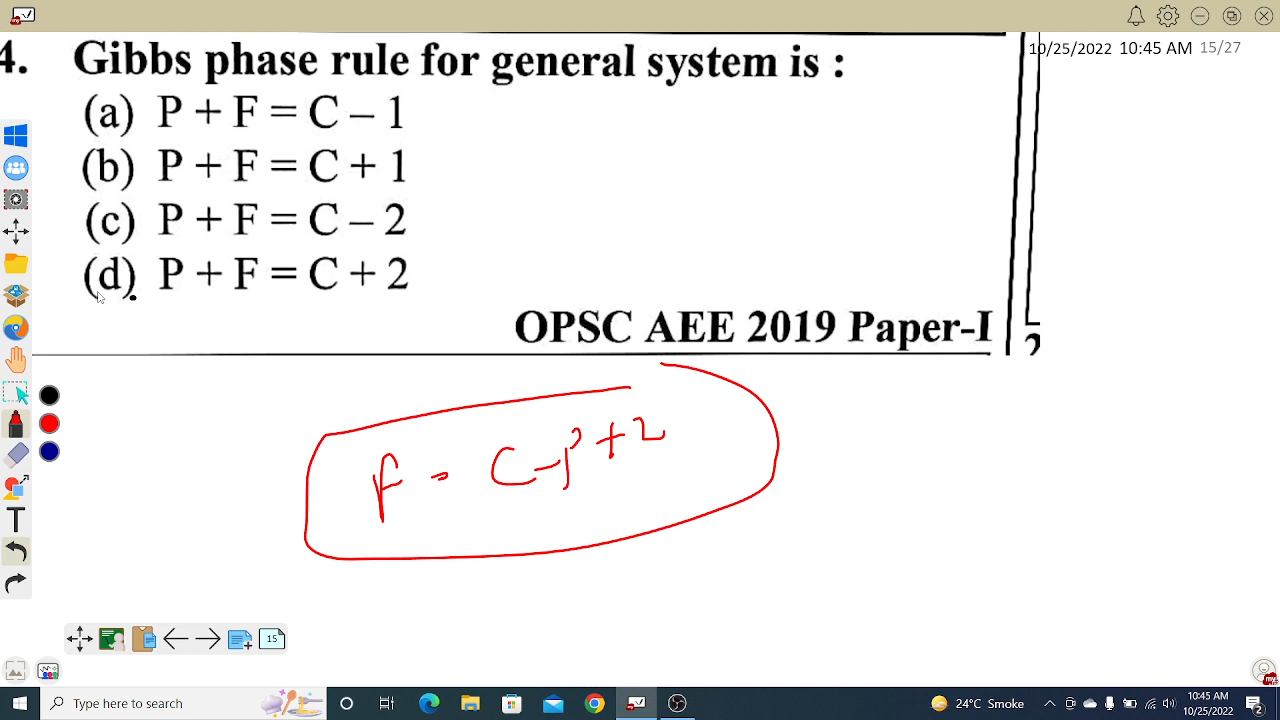 10/25/2022 10:45 AM 15/27
4. Gibbs phase rule for general system is :
(a) P + F = C – 1
(b) P + F = C + 1
(c) P + F = C – 2
(d) P + F = C + 2
OPSC AEE 2019 Paper-I
F = C-P+2
T
15
Type here to search
24°C Smoke
10:45 AM
10/25/2022